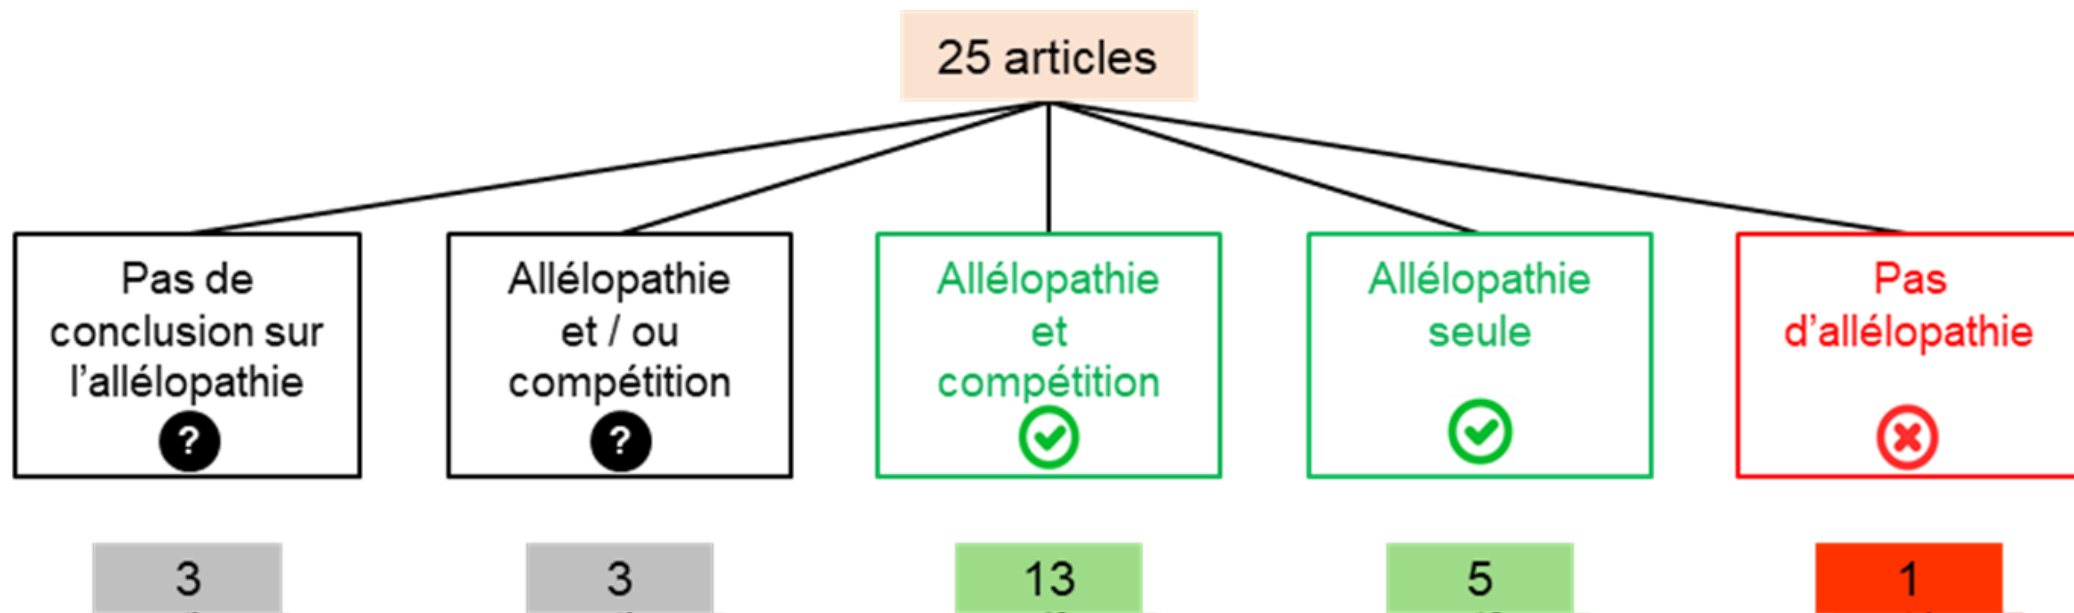 25 articles
Pas de
conclusion sur
l'allélopathie
?
Allélopathie
et / ou
compétition
?
Allélopathie
et
compétition
Allélopathie
seule
Pas
d'allélopathie
3
3
13
5
1